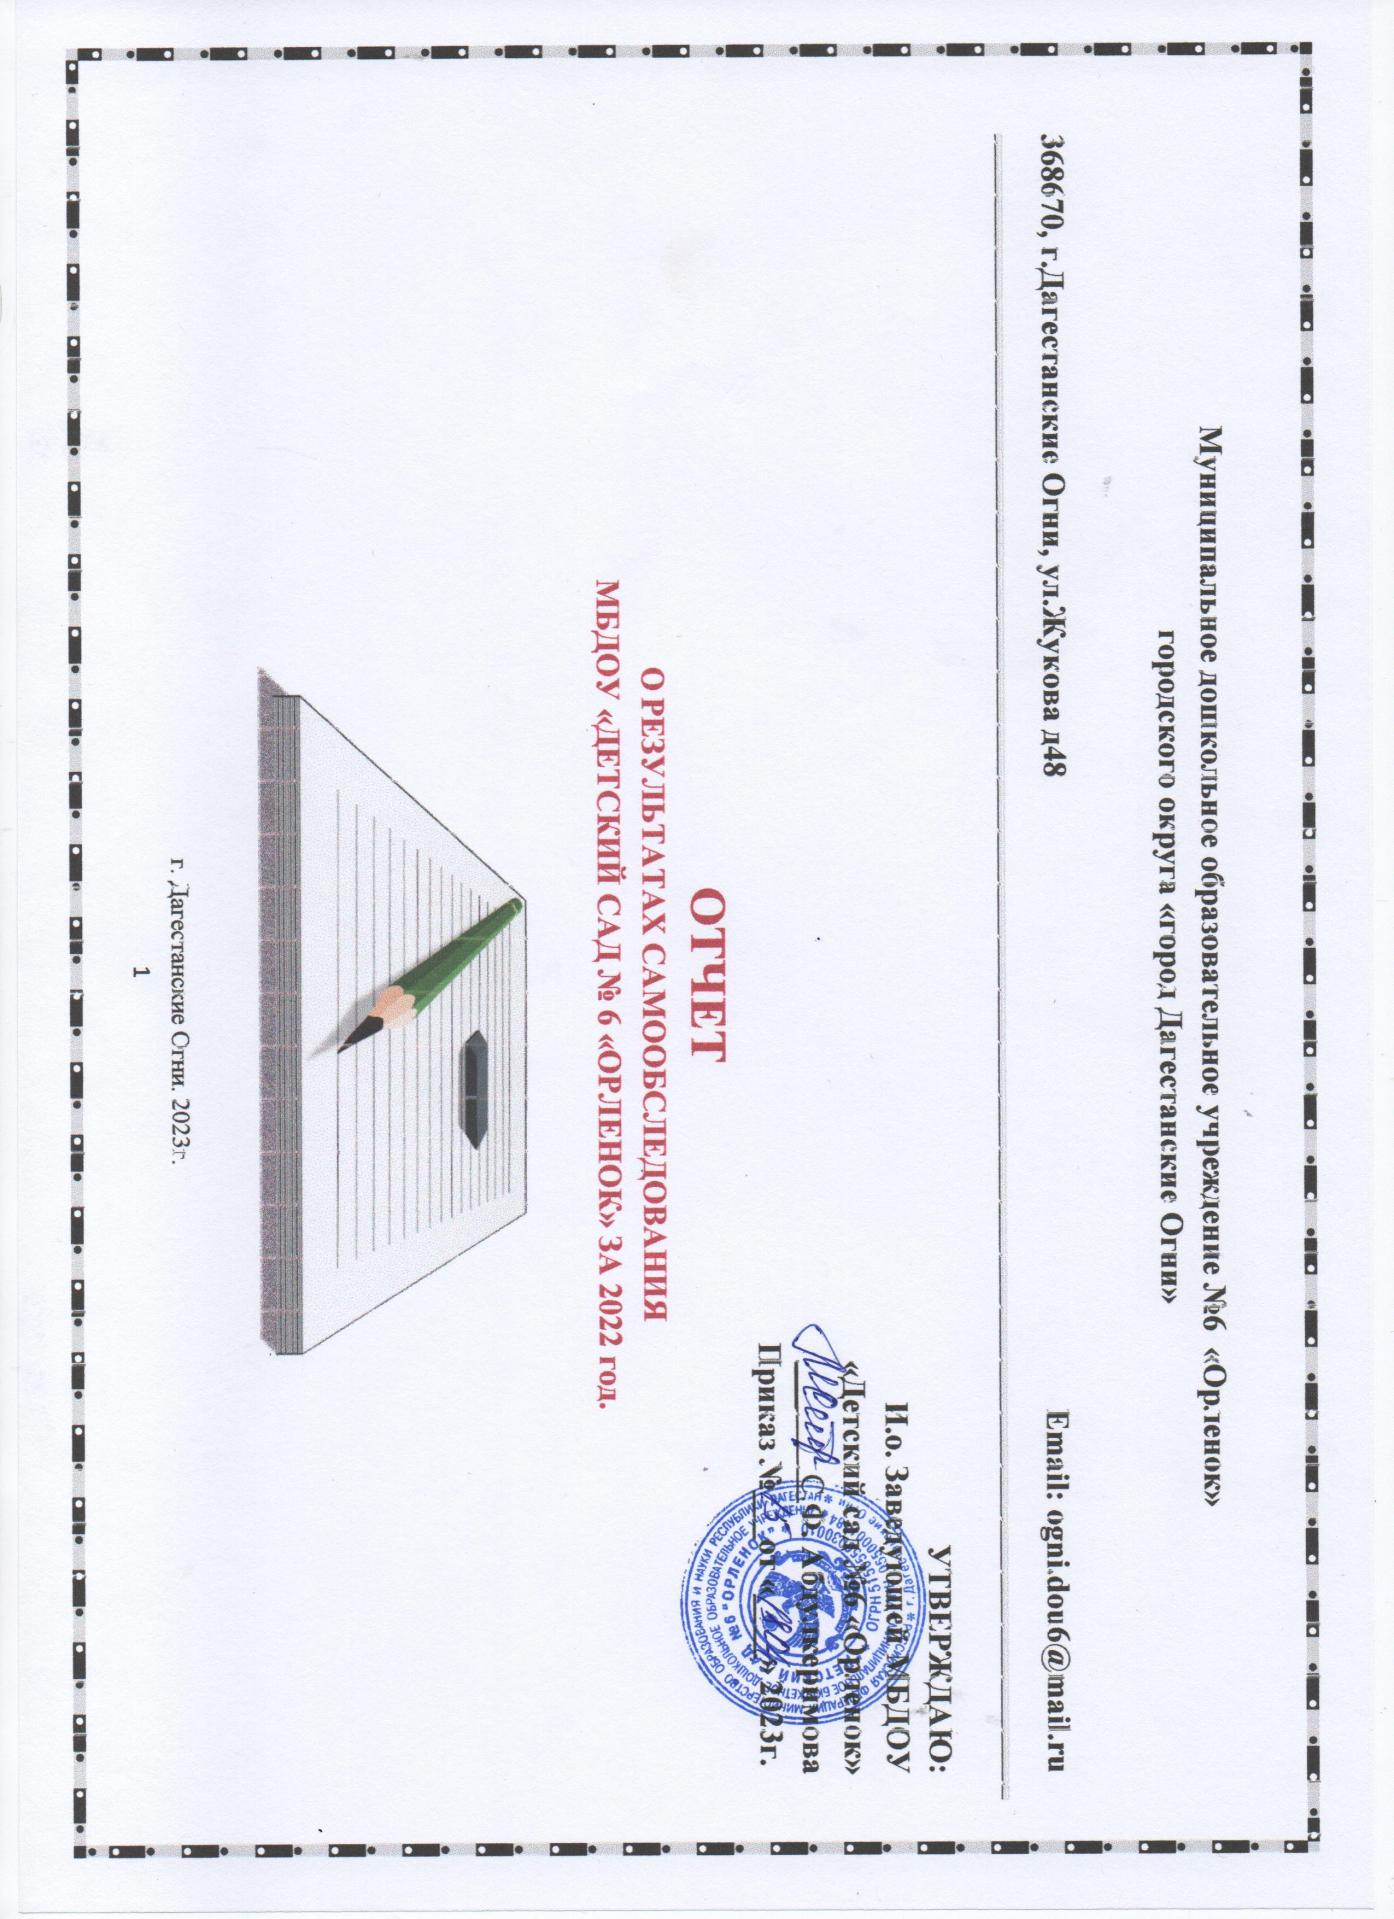 Муниципальное дошкольное образовательное учреждение №6 «Орленок»
городского округа «город Дагестанские Огни»
368670, г.Дагестанские Огни, ул.Жукова д48 Email: ogni.dou6@mail.ru
УТВЕРЖДАЮ:
И.о. Заведующей МБДОУ
«Детский сад №6 «Орленок»
С.Ф. Абдулкеримова
Приказ № от « » 2023г.
ОТЧЕТ
О РЕЗУЛЬТАТАХ САМООБСЛЕДОВАНИЯ
МБДОУ «ДЕТСКИЙ САД № 6 «ОРЛЕНОК» ЗА 2022 год.
г. Дагестанские Огни. 2023г.
1